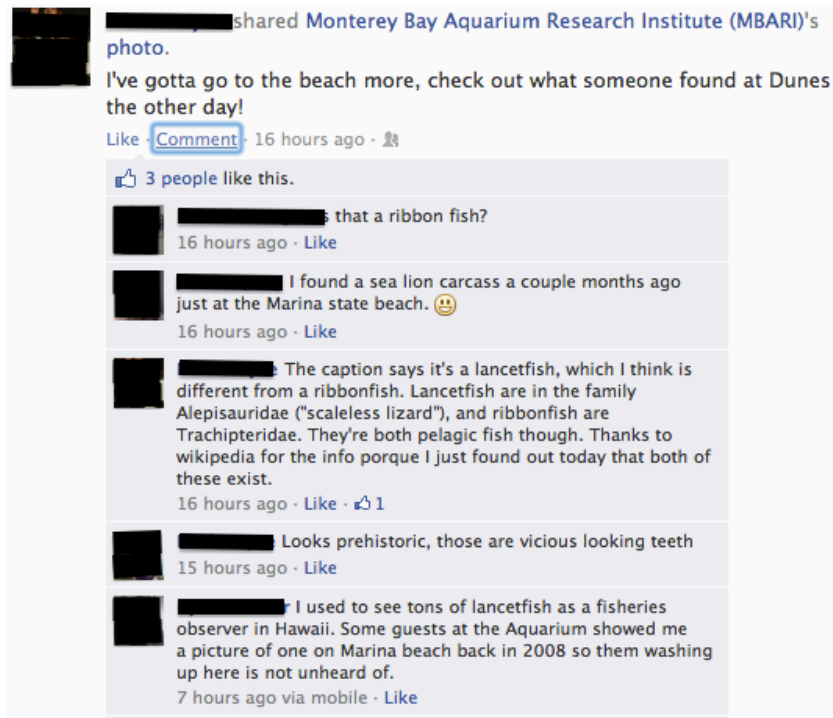 shared Monterey Bay Aquarium Research Institute (MBARI)'s
photo.
I've gotta go to the beach more, check out what someone found at Dunes
the other day!
Like · Comment · 16 hours ago ·
3 people like this.
that a ribbon fish?
16 hours ago · Like
I found a sea lion carcass a couple months ago
just at the Marina state beach.
16 hours ago · Like
The caption says it's a lancetfish, which I think is
different from a ribbonfish. Lancetfish are in the family
Alepisauridae ("scaleless lizard"), and ribbonfish are
Trachipteridae. They're both pelagic fish though. Thanks to
wikipedia for the info porque I just found out today that both of
these exist.
16 hours ago · Like · 1
Looks prehistoric, those are vicious looking teeth
15 hours ago · Like
I used to see tons of lancetfish as a fisheries
observer in Hawaii. Some guests at the Aquarium showed me
a picture of one on Marina beach back in 2008 so them washing
up here is not unheard of.
7 hours ago via mobile · Like